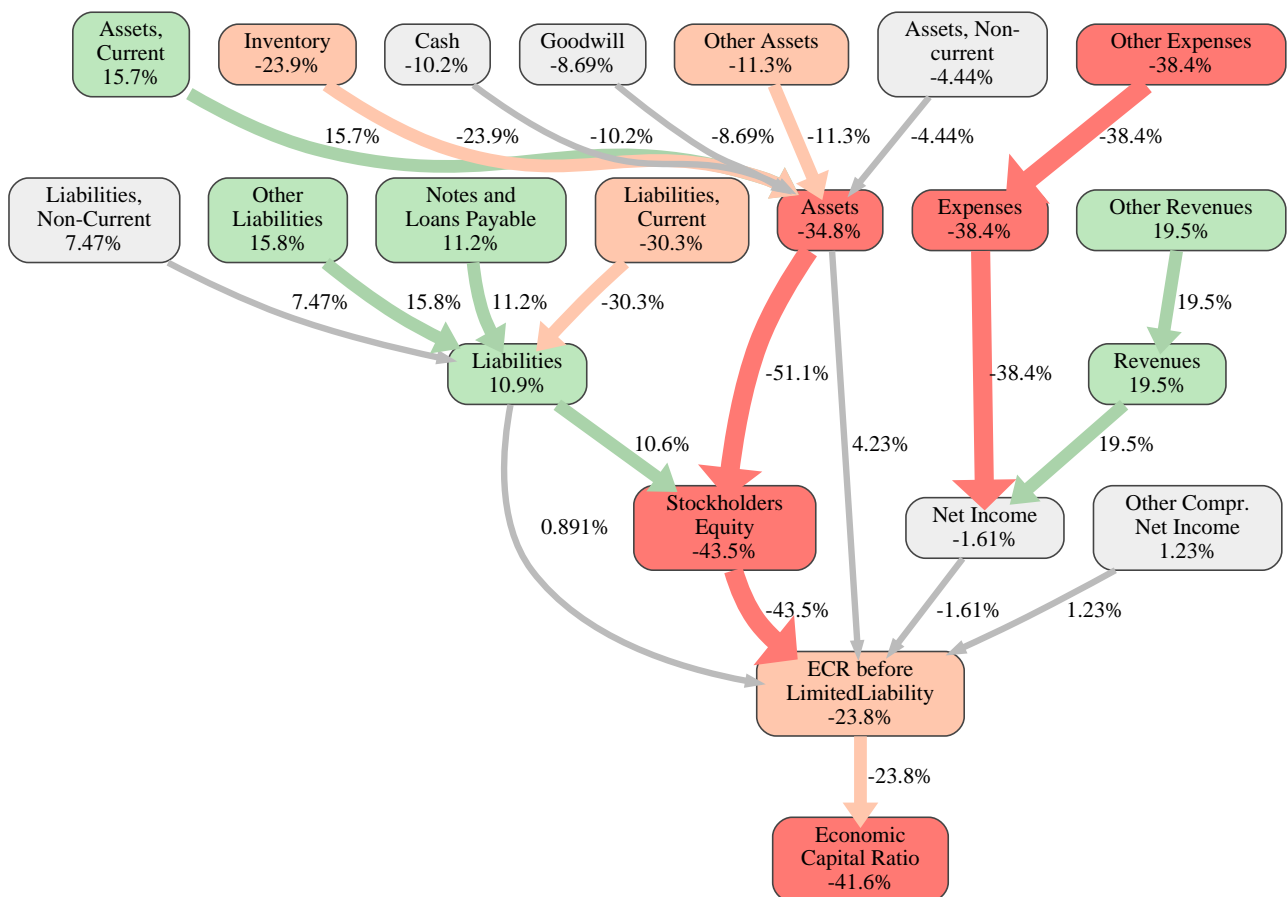 Assets,
Current
15.7%
Inventory
-23.9%
Cash
-10.2%
Goodwill
-8.69%
Other Assets
-11.3%
Assets, Non-
current
-4.44%
Other Expenses
-38.4%
15.7%
-23.9%
-10.2%
-8.69%
-11.3%
-4.44%
-38.4%
Liabilities,
Non-Current
7.47%
Other
Liabilities
15.8%
Notes and
Loans Payable
11.2%
Liabilities,
Current
-30.3%
Assets
-34.8%
Expenses
-38.4%
Other Revenues
19.5%
7.47%
15.8%
11.2%
-30.3%
19.5%
Liabilities
10.9%
-51.1%
-38.4%
Revenues
19.5%
10.6%
4.23%
19.5%
Stockholders
Equity
-43.5%
Net Income
-1.61%
Other Compr.
Net Income
1.23%
0.891%
-43.5%
-1.61%
1.23%
ECR before
LimitedLiability
-23.8%
-23.8%
Economic
Capital Ratio
-41.6%